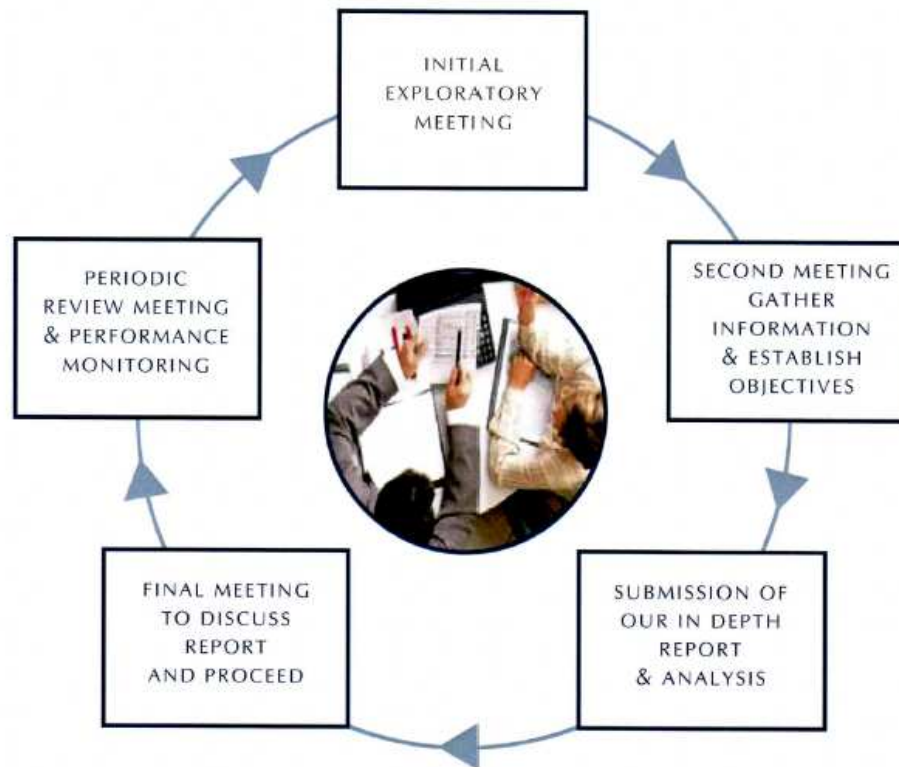 INITIAL
EXPLORATORY
MEETING
SECOND MEETING
GATHER
INFORMATION
& ESTABLISH
OBJECTIVES
SUBMISSION OF
OUR IN DEPTH
REPORT
& ANALYSIS
FINAL MEETING
TO DISCUSS
REPORT
AND PROCEED
PERIODIC
REVIEW MEETING
& PERFORMANCE
MONITORING